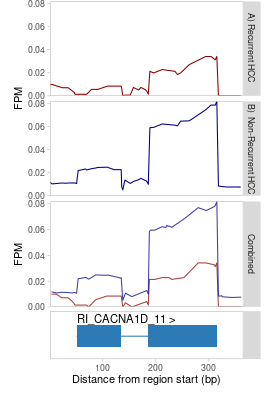 0.08
0.06
0.04
0.02
0.00
A) Recurrent HCC
FPM
0.08
0.06
0.04
0.02
0.00
B) Non-Recurrent HCC
0.08
0.06
0.04
0.02
0.00
Combined
FPM
RI_CACNA1D_11 >
100
200
300
Distance from region start (bp)